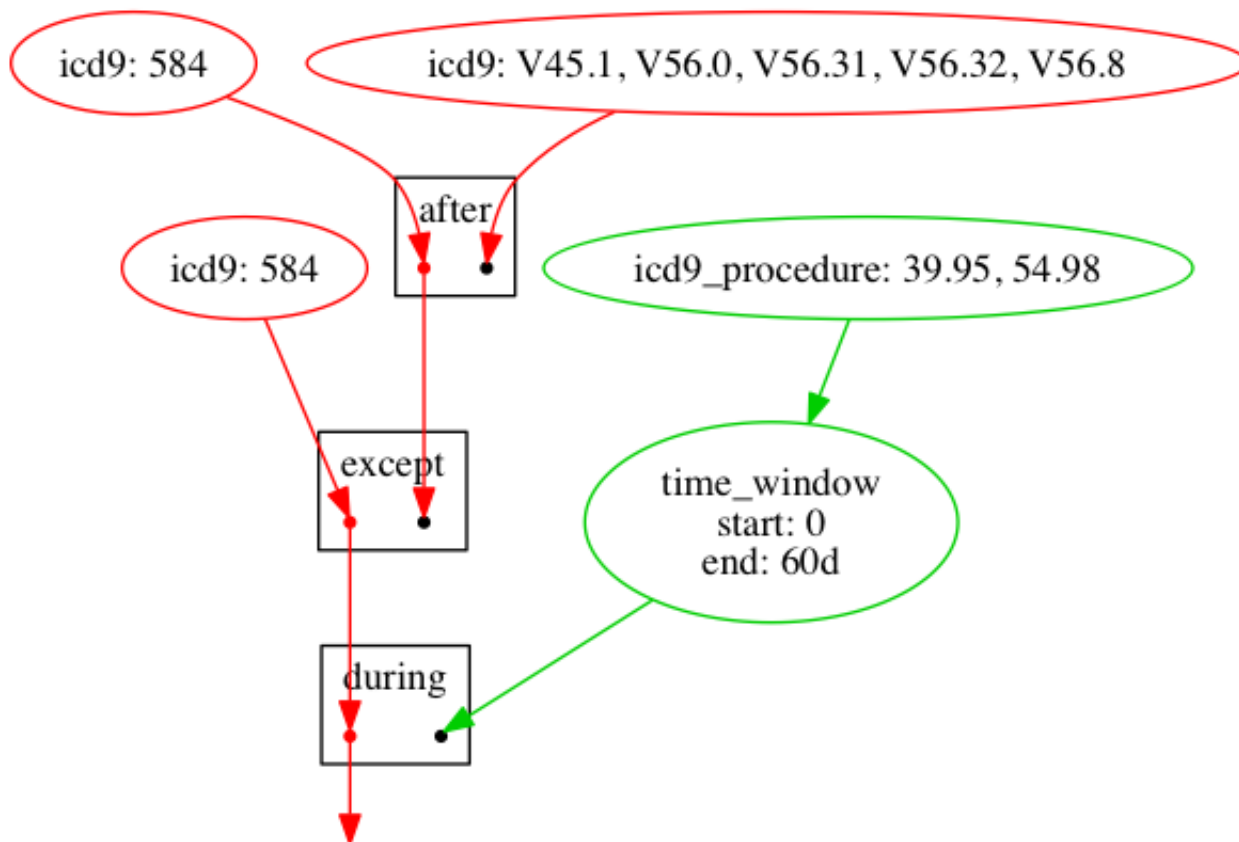 icd9: 584
icd9: V45.1, V56.0, V56.31, V56.32, V56.8
after
icd9: 584
icd9_procedure: 39.95, 54.98
except
time_window
start: 0
end: 60d
during